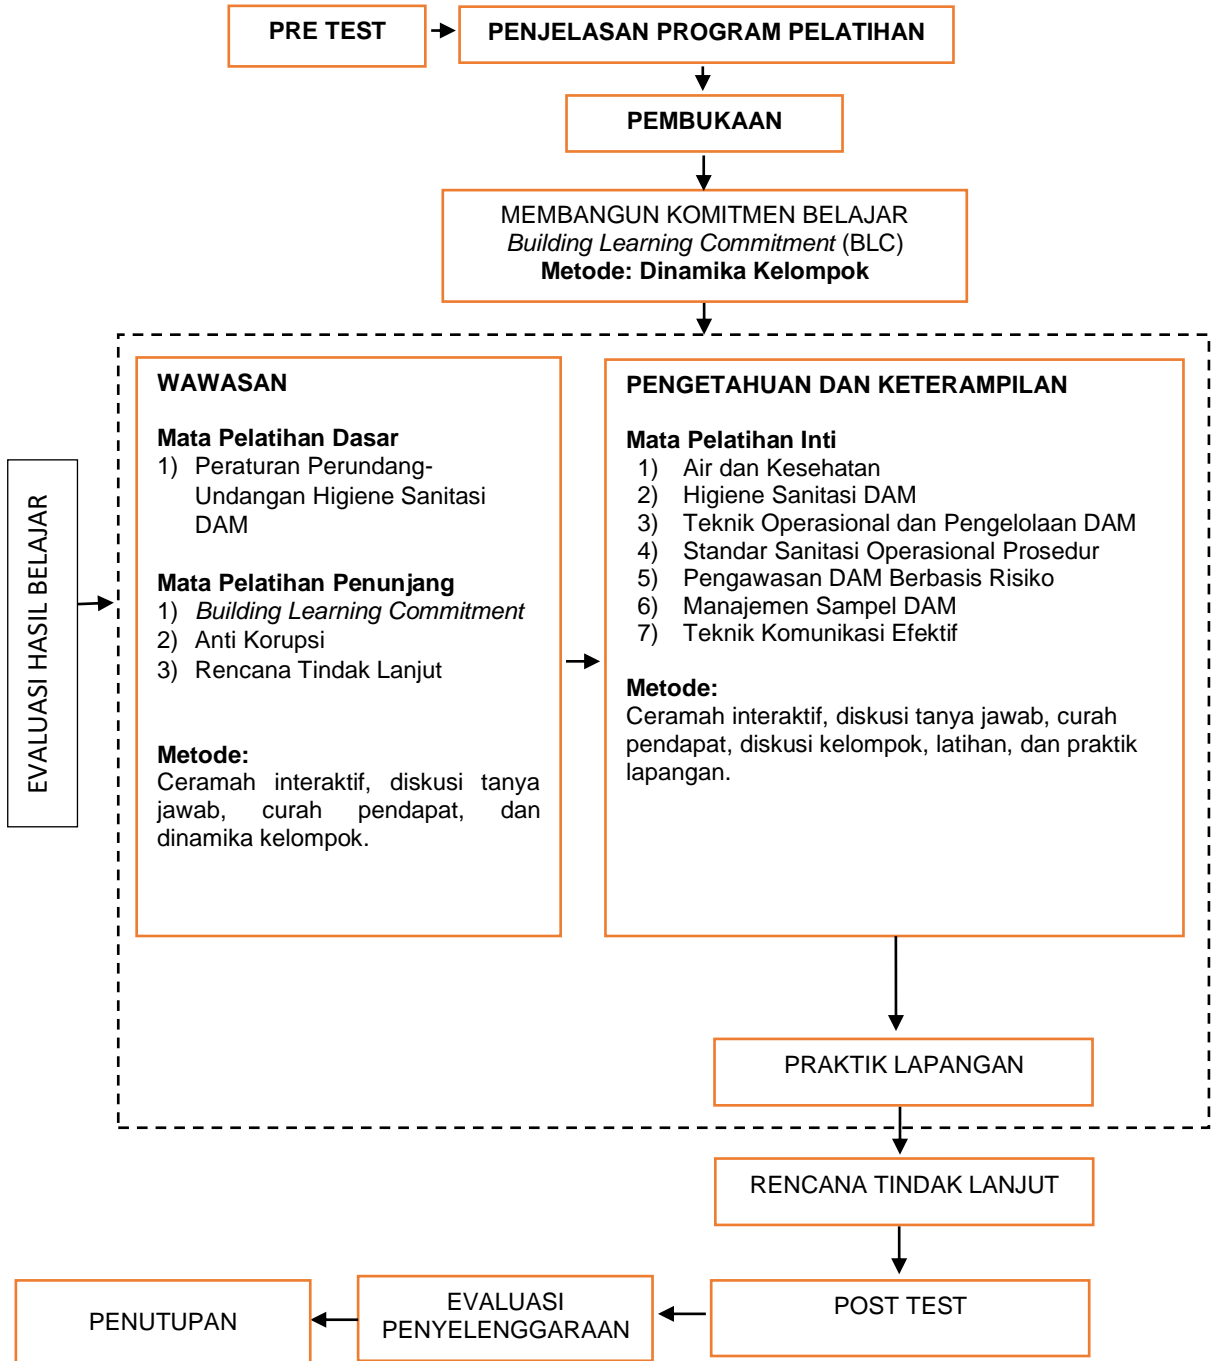 PRE TEST
PENJELASAN PROGRAM PELATIHAN
PEMBUKAAN
MEMBANGUN KOMITMEN BELAJAR
Building Learning Commitment (BLC)
Metode: Dinamika Kelompok
EVALUASI HASIL BELAJAR
WAWASAN
Mata Pelatihan Dasar
1) Peraturan Perundang-
Undangan Higiene Sanitasi
DAM
Mata Pelatihan Penunjang
1) Building Learning Commitment
2) Anti Korupsi
3) Rencana Tindak Lanjut
Metode:
Ceramah interaktif, diskusi tanya
jawab, curah pendapat, dan
dinamika kelompok.
PENGETAHUAN DAN KETERAMPILAN
Mata Pelatihan Inti
1) Air dan Kesehatan
2) Higiene Sanitasi DAM
3) Teknik Operasional dan Pengelolaan DAM
4) Standar Sanitasi Operasional Prosedur
5) Pengawasan DAM Berbasis Risiko
6) Manajemen Sampel DAM
7) Teknik Komunikasi Efektif
Metode:
Ceramah interaktif, diskusi tanya jawab, curah
pendapat, diskusi kelompok, latihan, dan praktik
lapangan.
PRAKTIK LAPANGAN
RENCANA TINDAK LANJUT
POST TEST
EVALUASI
PENYELENGGARAAN
PENUTUPAN